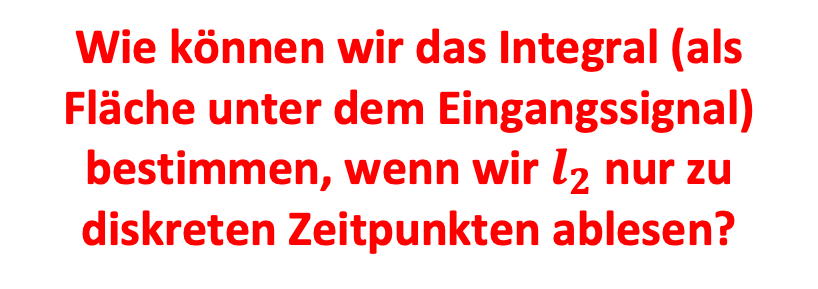 Wie können wir das Integral (als
Fläche unter dem Eingangssignal)
bestimmen, wenn wir l₂ nur zu
diskreten Zeitpunkten ablesen?